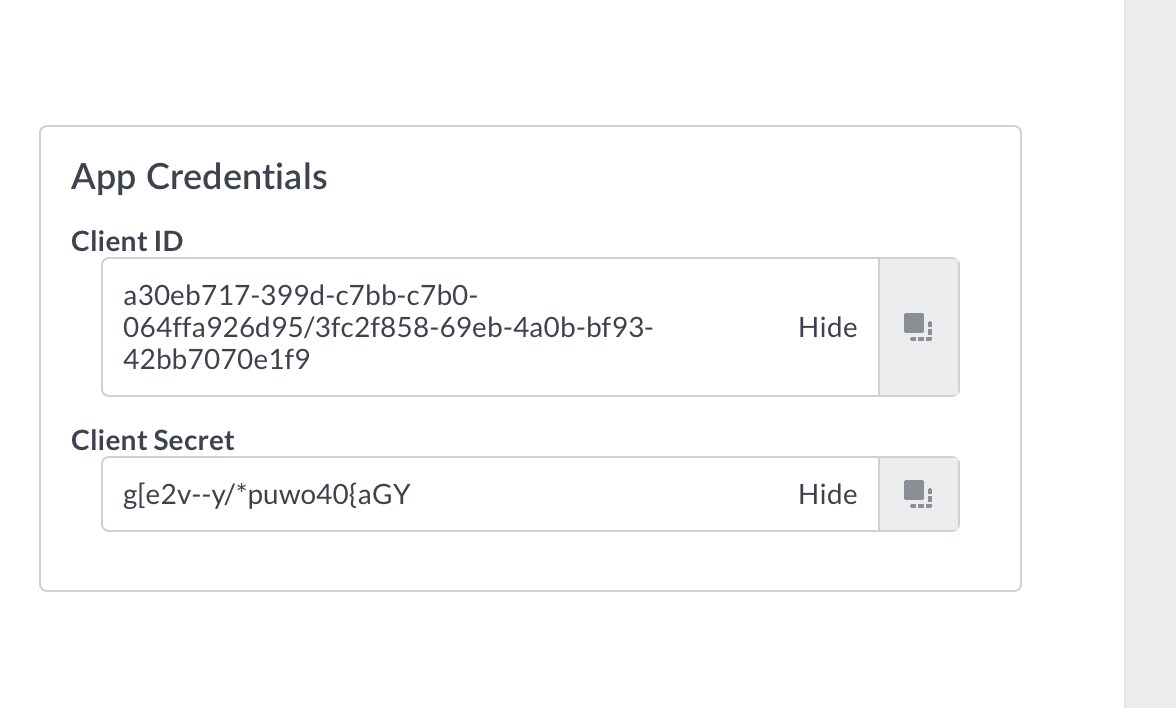 App Credentials
Client ID
a30eb717-399d-c7bb-c7b0-
064ffa926d95/3fc2f858-69eb-4a0b-bf93-
42bb7070e1f9
Hide
Client Secret
g[e2v--y/*puwo40{aGY
Hide